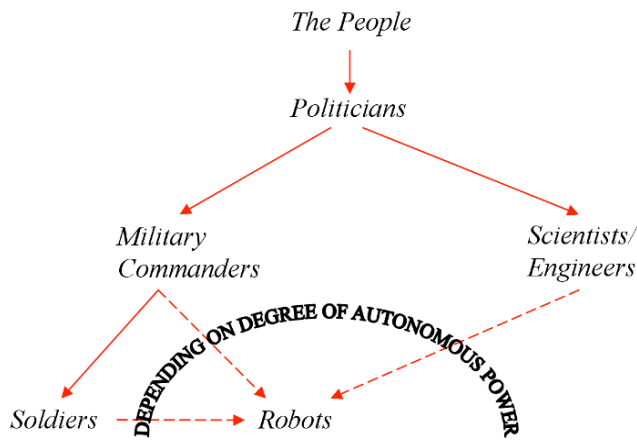 The People
Politicians
Military
Commanders
Scientists/
Engineers
DEPENDING ON DEGREE OF AUTONOMOUS POWER
Soldiers
Robots